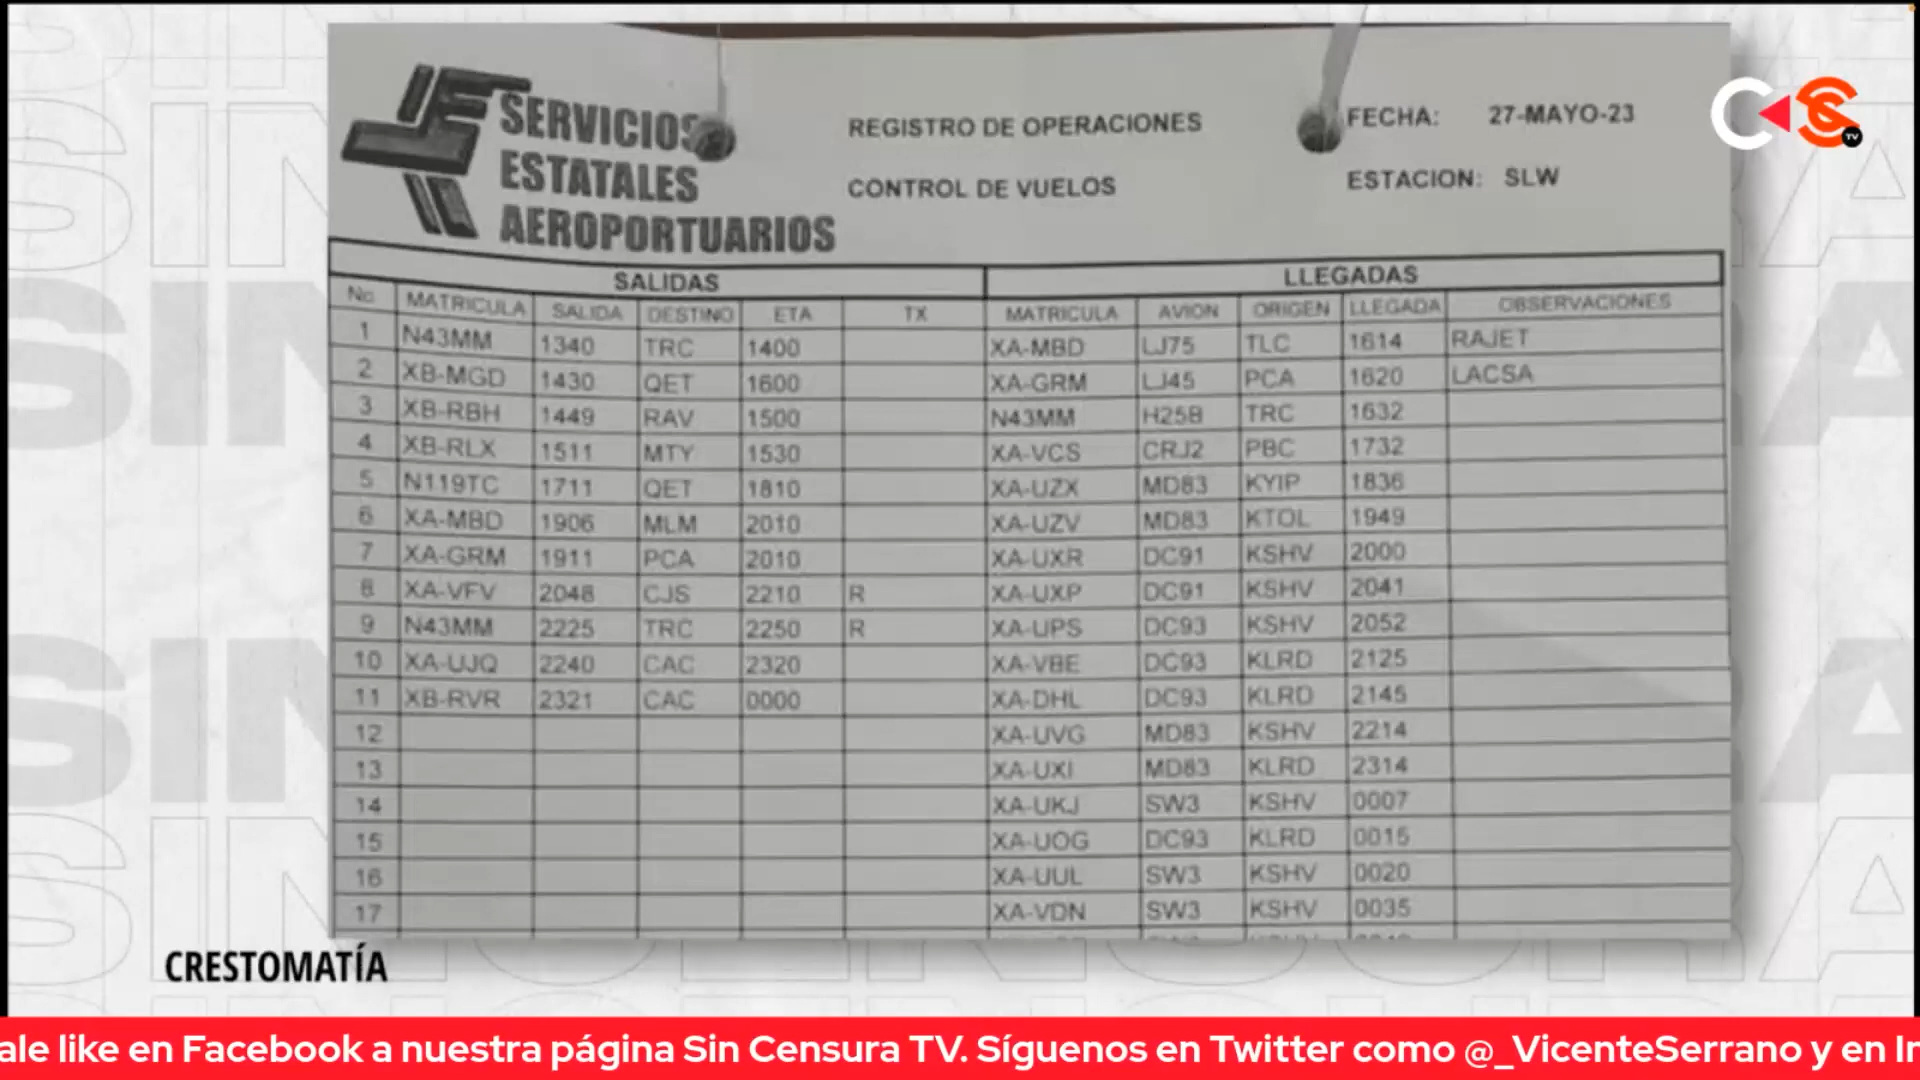 SERVICIOS
ESTATALES
AEROPORTUARIOS
REGISTRO DE OPERACIONES
CONTROL DE VUELOS
FECHA: 27-MAYO-23
ESTACION: SLW
TV
SALIDAS LLEGADAS
No MATRICULA SALIDA DESTINO ETA TX MATRICULA AVION ORIGEN LLEGADA OBSERVACIONES
1 N43MM 1340 TRC 1400 XA-MBD LJ75 TLC 1614 RAJET
2 XB-MGD 1430 QET 1600 XA-GRM LJ45 PCA 1620 LACSA
3 XB-RBH 1449 RAV 1500 N43MM H25B TRC 1632
4 XB-RLX 1511 MTY 1530 XA-VCS CRJ2 PBC 1732
5 N119TC 1711 QET 1810 XA-UZX MD83 KYIP 1836
6 XA-MBD 1906 MLM 2010 XA-UZV MD83 KTOL 1949
7 XA-GRM 1911 PCA 2010 XA-UXR DC91 KSHV 2000
8 XA-VFV 2048 CJS 2210 R XA-UXP DC91 KSHV 2041
9 N43MM 2225 TRC 2250 R XA-UPS DC93 KSHV 2052
10 XA-UJQ 2240 CAC 2320 XA-VBE DC93 KLRD 2125
11 XB-RVR 2321 CAC 0000 XA-DHL DC93 KLRD 2145
12 XA-UVG MD83 KSHV 2214
13 XA-UXI MD83 KLRD 2314
14 XA-UKJ SW3 KSHV 0007
15 XA-UOG DC93 KLRD 0015
16 XA-UUL SW3 KSHV 0020
17 XA-VDN SW3 KSHV 0035
CRESTOMATÍA
ale like en Facebook a nuestra página Sin Censura TV. Síguenos en Twitter como @_VicenteSerrano y en In